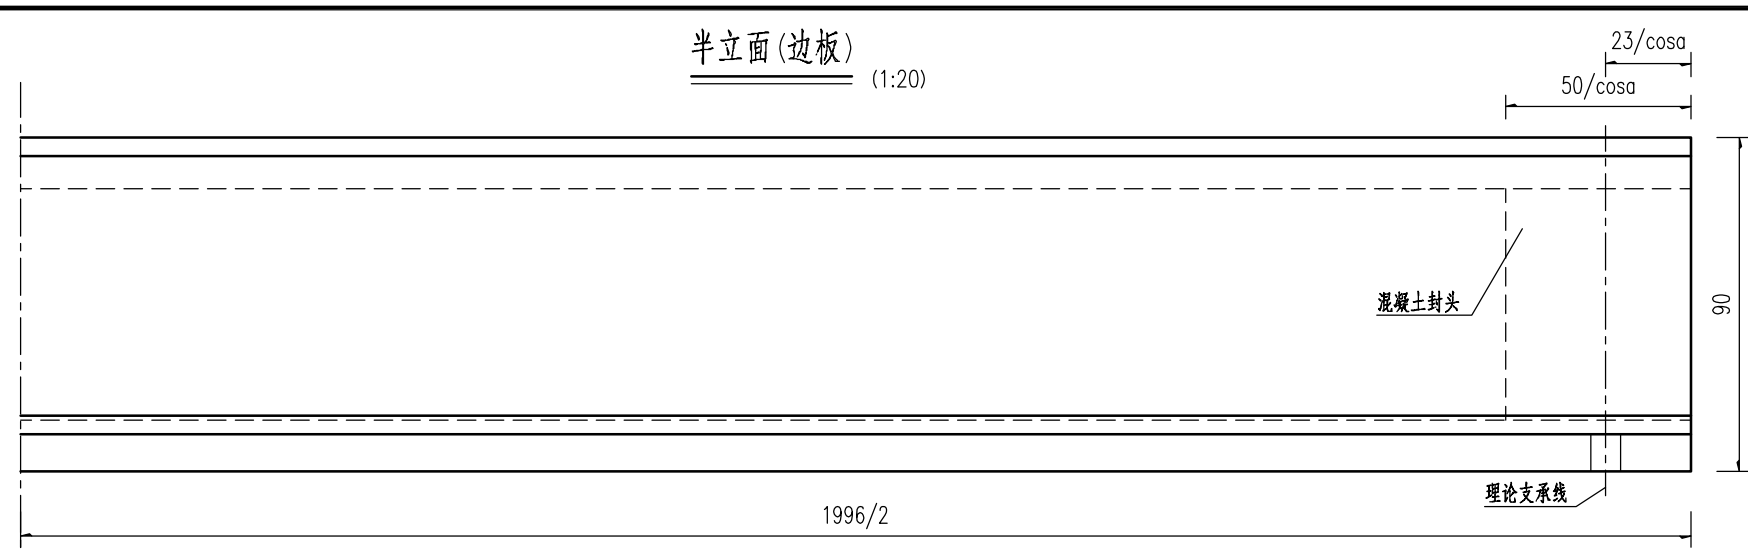 半立面(边板)
(1:20)
23/cosα
50/cosα
混凝土封头
90
理论支承线
1996/2